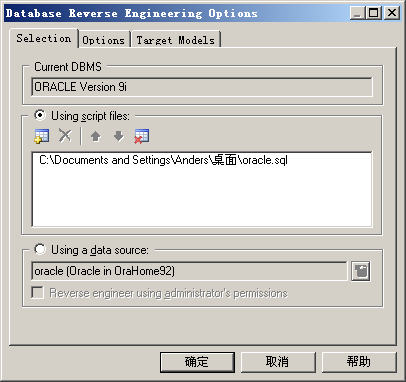 Database Reverse Engineering Options
Selection Options Target Models
Current DBMS
ORACLE Version 9i
Using script files:
C:\Documents and Settings\Anders\桌面\oracle.sql
Using a data source:
oracle (Oracle in OraHome92)
Reverse engineer using administrator's permissions
确定 取消 帮助